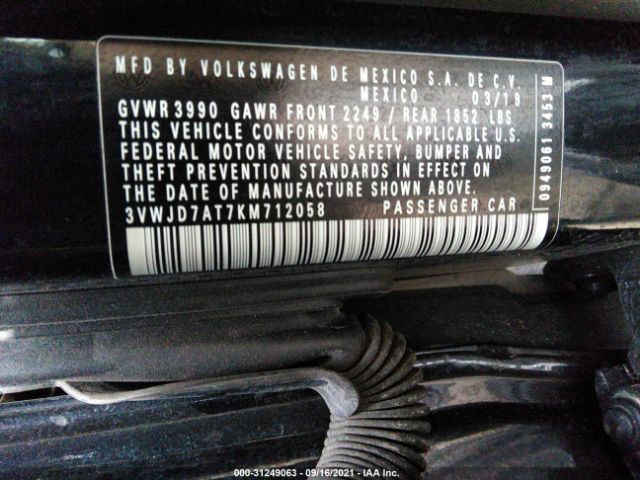 MFD BY VOLKSWAGEN DE MEXICO S.A. DE C.V.
MEXICO 03/19
GVWR 3990 GAWR FRONT 2249 / REAR 1852 LBS
THIS VEHICLE CONFORMS TO ALL APPLICABLE U.S.
FEDERAL MOTOR VEHICLE SAFETY, BUMPER AND
THEFT PREVENTION STANDARDS IN EFFECT ON
THE DATE OF MANUFACTURE SHOWN ABOVE.
3VWJD7AT7KM712058 PASSENGER CAR
0949061 3453 M
000-31249063 - 09/16/2021 - IAA Inc.